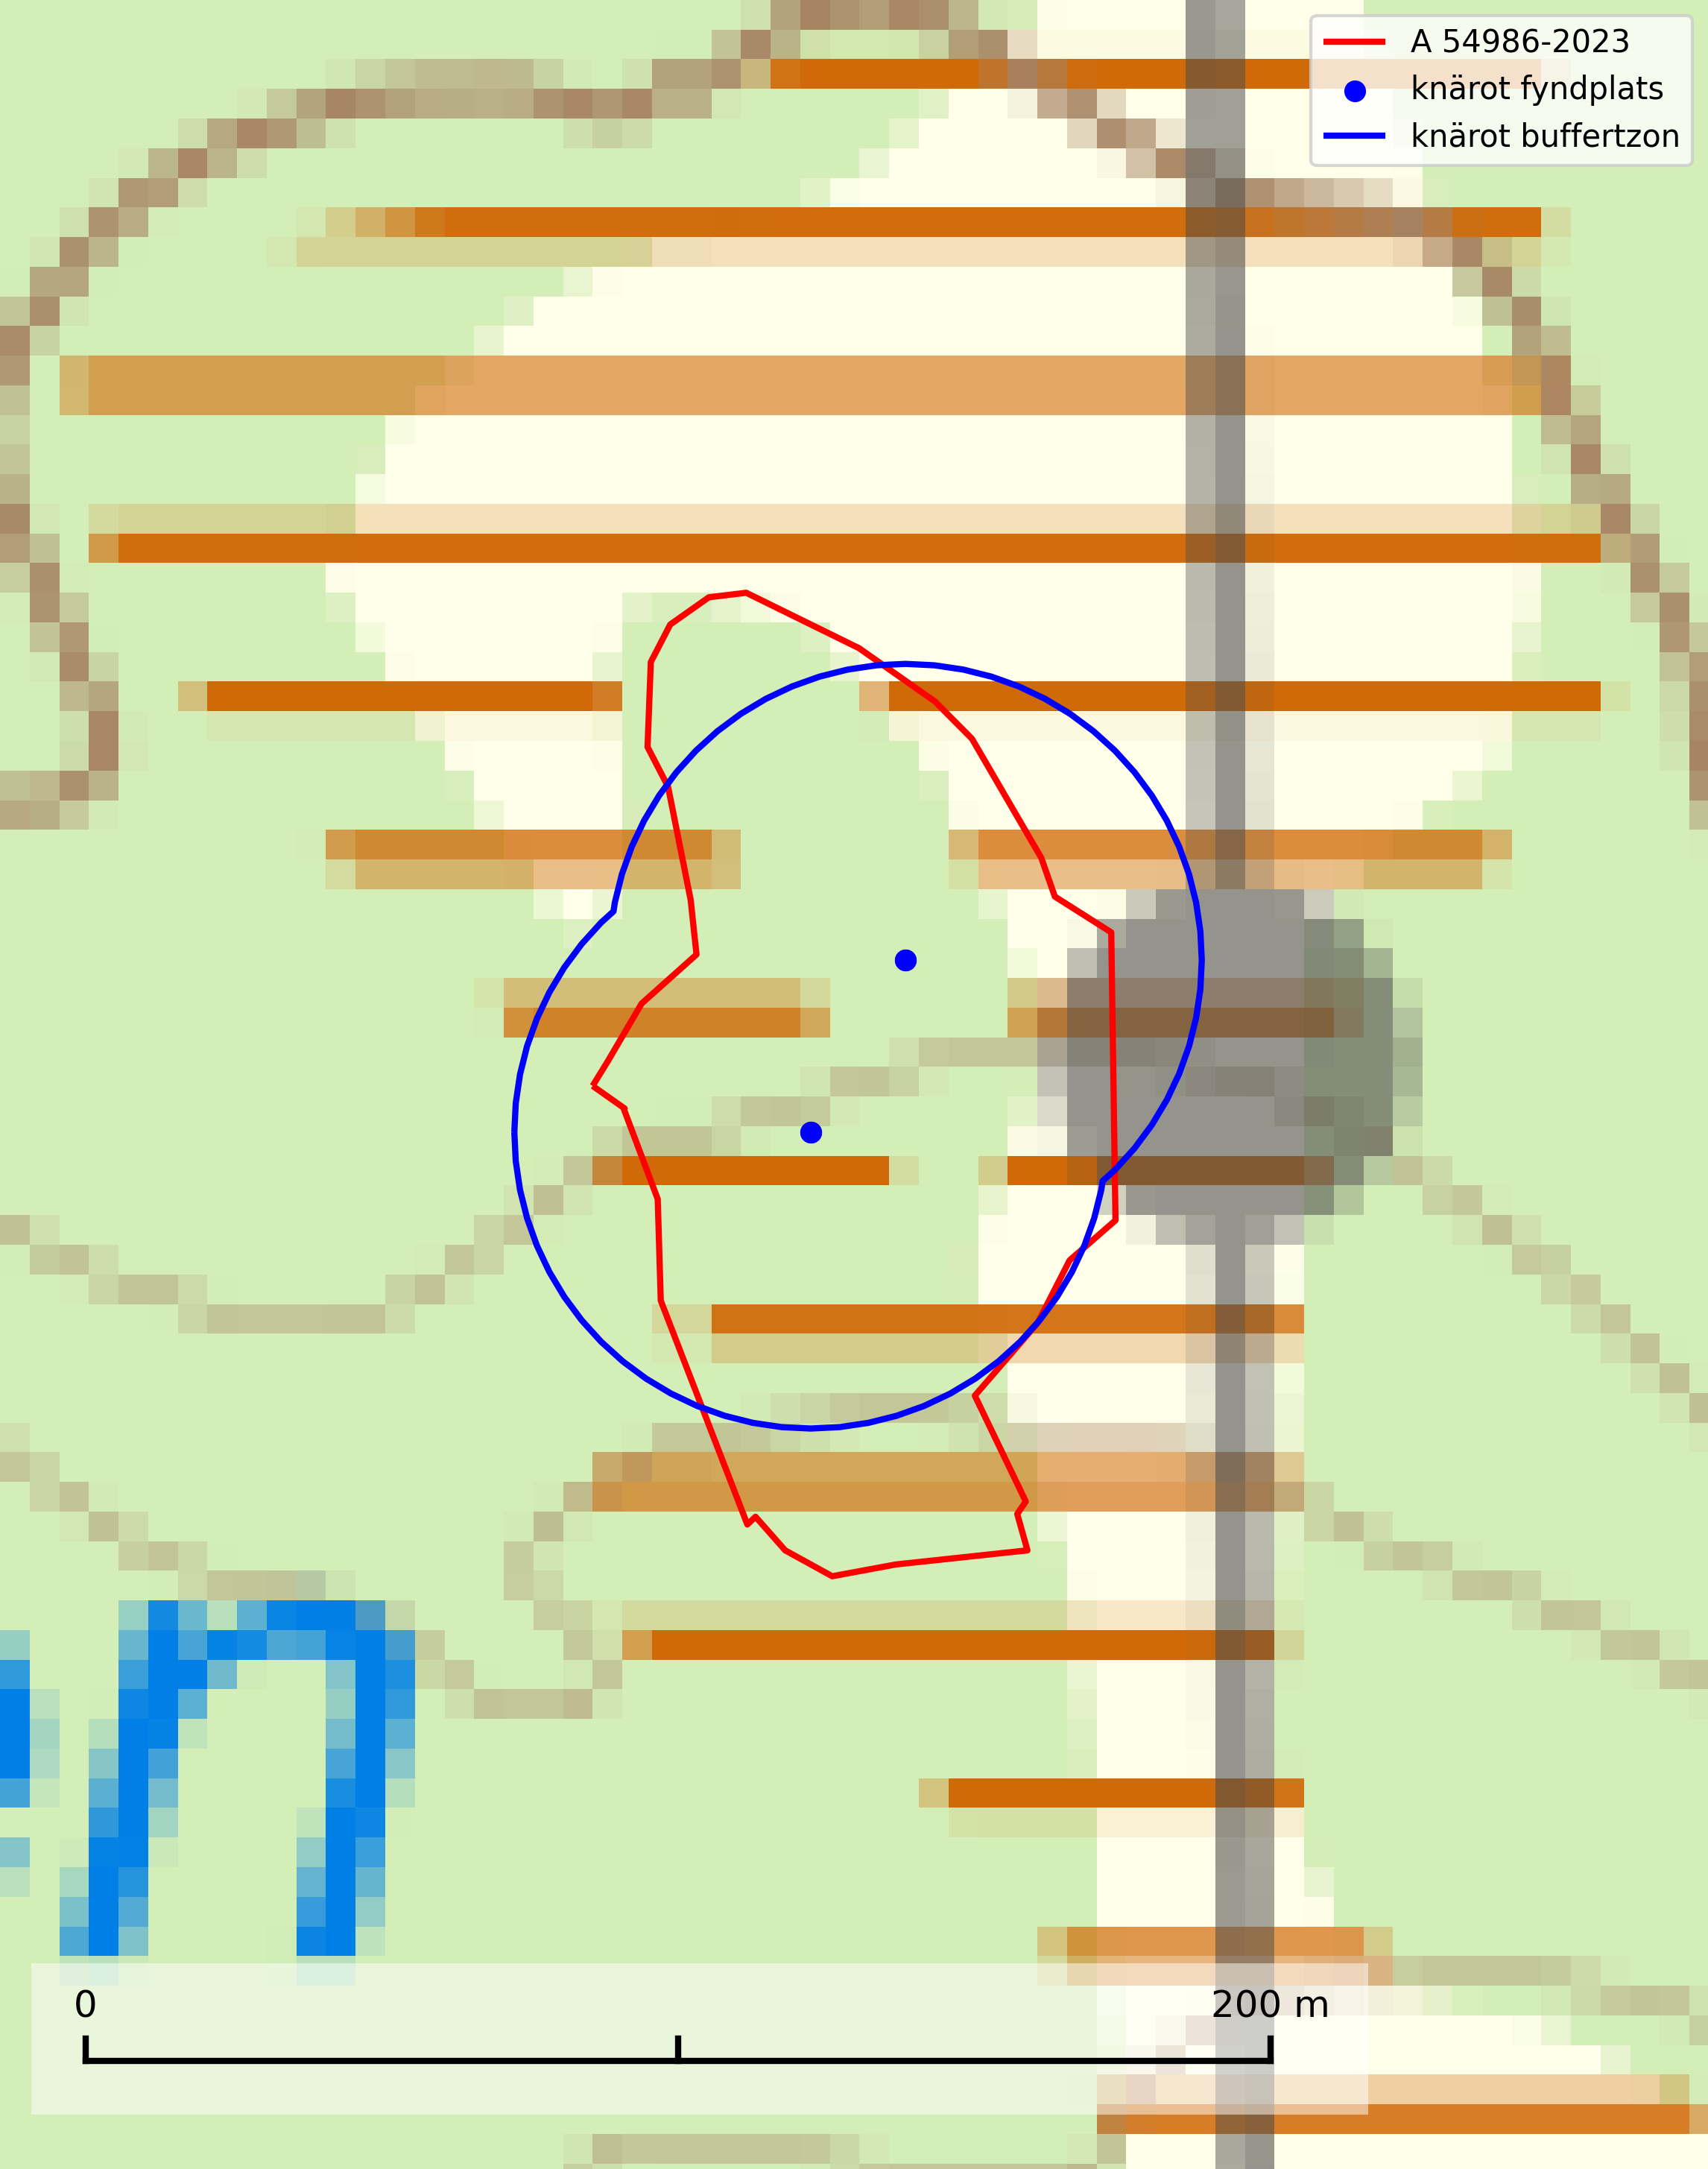 A 54986-2023
knärot fyndplats
knärot buffertzon
0
200 m